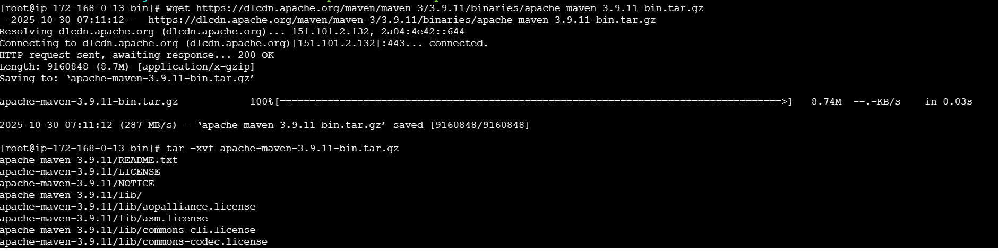 [root@ip-172-168-0-13 bin]# wget https://dlcdn.apache.org/maven/maven-3/3.9.11/binaries/apache-maven-3.9.11-bin.tar.gz
--2025-10-30 07:11:12--  https://dlcdn.apache.org/maven/maven-3/3.9.11/binaries/apache-maven-3.9.11-bin.tar.gz
Resolving dlcdn.apache.org (dlcdn.apache.org)... 151.101.2.132, 2a04:4e42::644
Connecting to dlcdn.apache.org (dlcdn.apache.org)|151.101.2.132|:443... connected.
HTTP request sent, awaiting response... 200 OK
Length: 9160848 (8.7M) [application/x-gzip]
Saving to: ‘apache-maven-3.9.11-bin.tar.gz’
apache-maven-3.9.11-bin.tar.gz            100%[====================================================================================>]   8.74M  --.-KB/s    in 0.03s
2025-10-30 07:11:12 (287 MB/s) - ‘apache-maven-3.9.11-bin.tar.gz’ saved [9160848/9160848]
[root@ip-172-168-0-13 bin]# tar -xvf apache-maven-3.9.11-bin.tar.gz
apache-maven-3.9.11/README.txt
apache-maven-3.9.11/LICENSE
apache-maven-3.9.11/NOTICE
apache-maven-3.9.11/lib/
apache-maven-3.9.11/lib/aopalliance.license
apache-maven-3.9.11/lib/asm.license
apache-maven-3.9.11/lib/commons-cli.license
apache-maven-3.9.11/lib/commons-codec.license